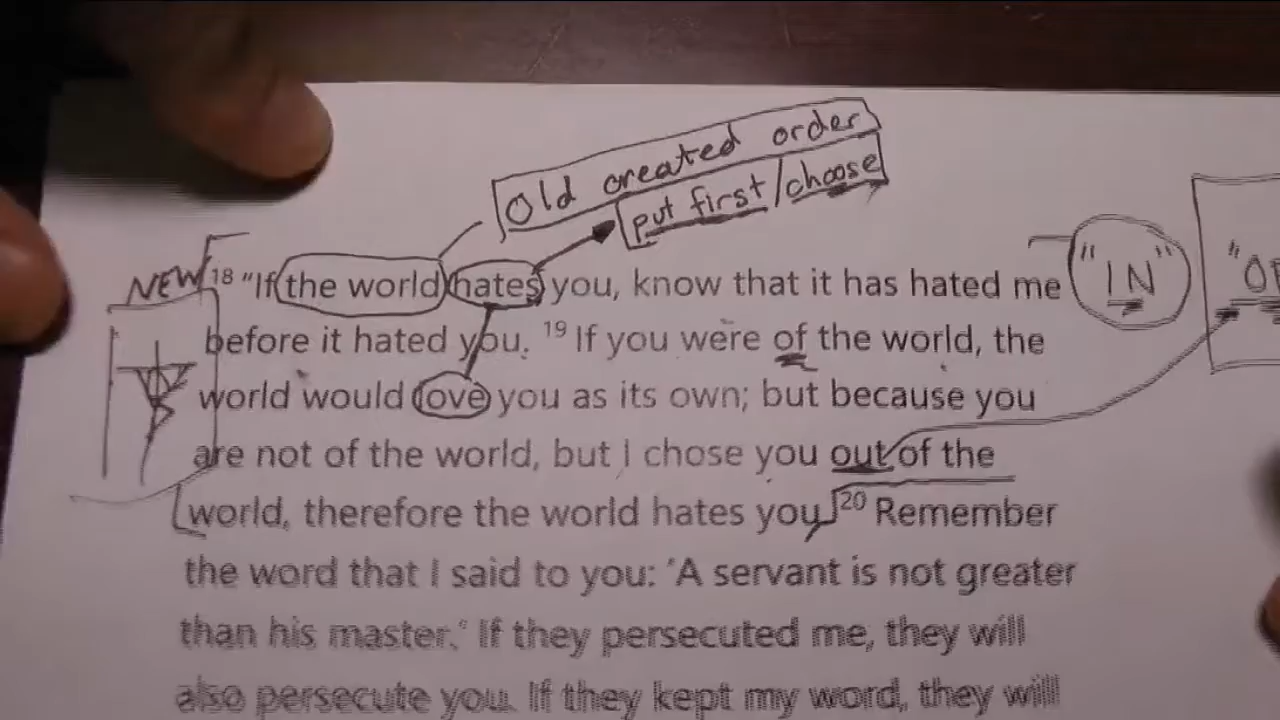 Old created order
put first/choose
NEW
18 "If the world hates you, know that it has hated me
"IN"
before it hated you. 19 If you were of the world, the
world would love you as its own; but because you
are not of the world, but I chose you out of the
world, therefore the world hates you. 20 Remember
the word that I said to you: 'A servant is not greater
than his master.' If they persecuted me, they will
also persecute you. If they kept my word, they will